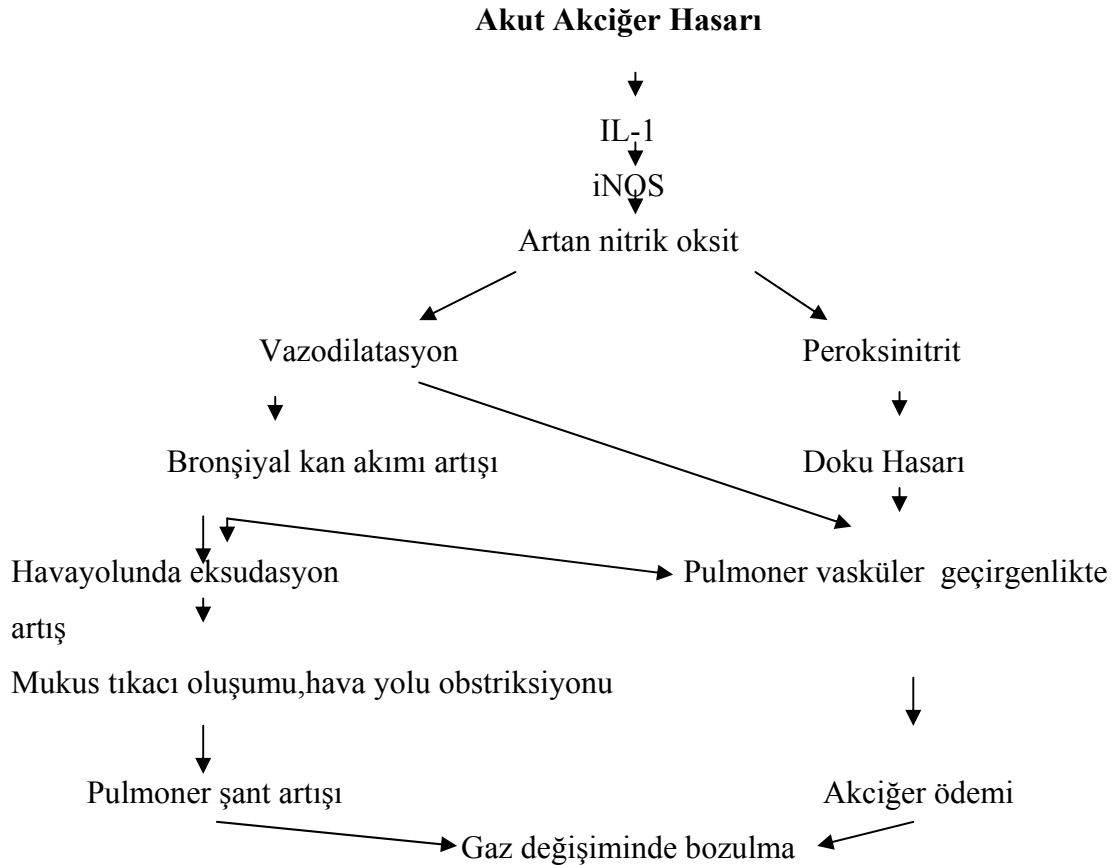 Akut Akciğer Hasarı
IL-1
iNOS
Artan nitrik oksit
Vazodilatasyon
Peroksinitrit
Bronşiyal kan akımı artışı
Doku Hasarı
Havayolunda eksudasyon
Pulmoner vasküler geçirgenlikte
artış
Mukus tıkacı oluşumu,hava yolu obstriksiyonu
Pulmoner şant artışı
Akciğer ödemi
Gaz değişiminde bozulma